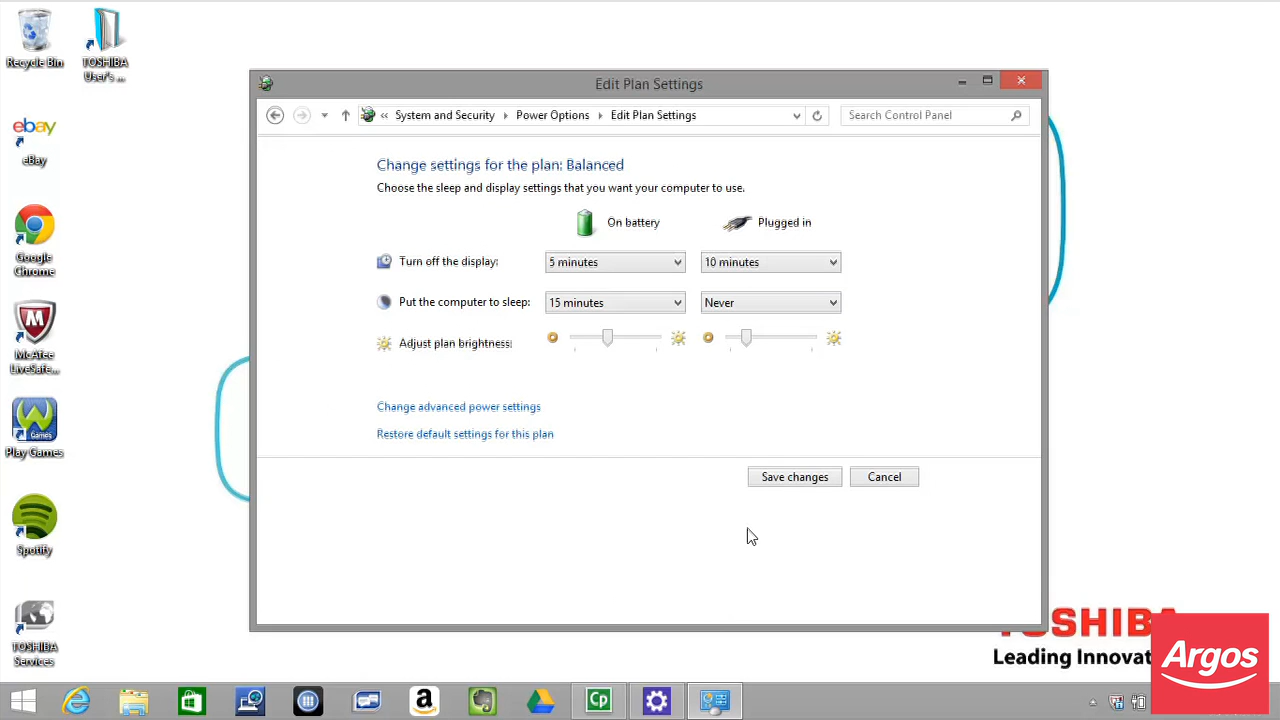 Recycle Bin
TOSHIBA
User's ...
ebay
eBay
Google
Chrome
McAfee
LiveSafe...
Games
Play Games
Spotify
TOSHIBA
Services
Edit Plan Settings
« System and Security Power Options Edit Plan Settings
Search Control Panel
Change settings for the plan: Balanced
Choose the sleep and display settings that you want your computer to use.
On battery
Plugged in
Turn off the display:
5 minutes
10 minutes
Put the computer to sleep:
15 minutes
Never
Adjust plan brightness:
Change advanced power settings
Restore default settings for this plan
Save changes
Cancel
TOSHIBA
Leading Innovat
Argos
a
Cp